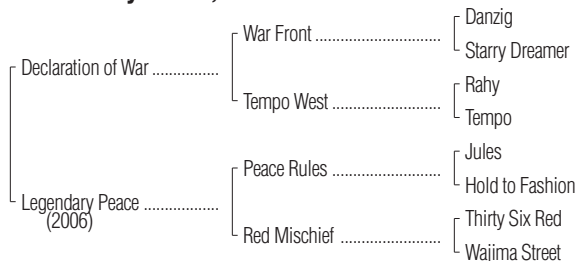 Danzig
War Front ........................
Starry Dreamer
Declaration of War ................
Rahy
Tempo West .....................
Tempo
Jules
Peace Rules .....................
Hold to Fashion
Legendary Peace ..................
(2006)
Thirty Six Red
Red Mischief ....................
Wajima Street